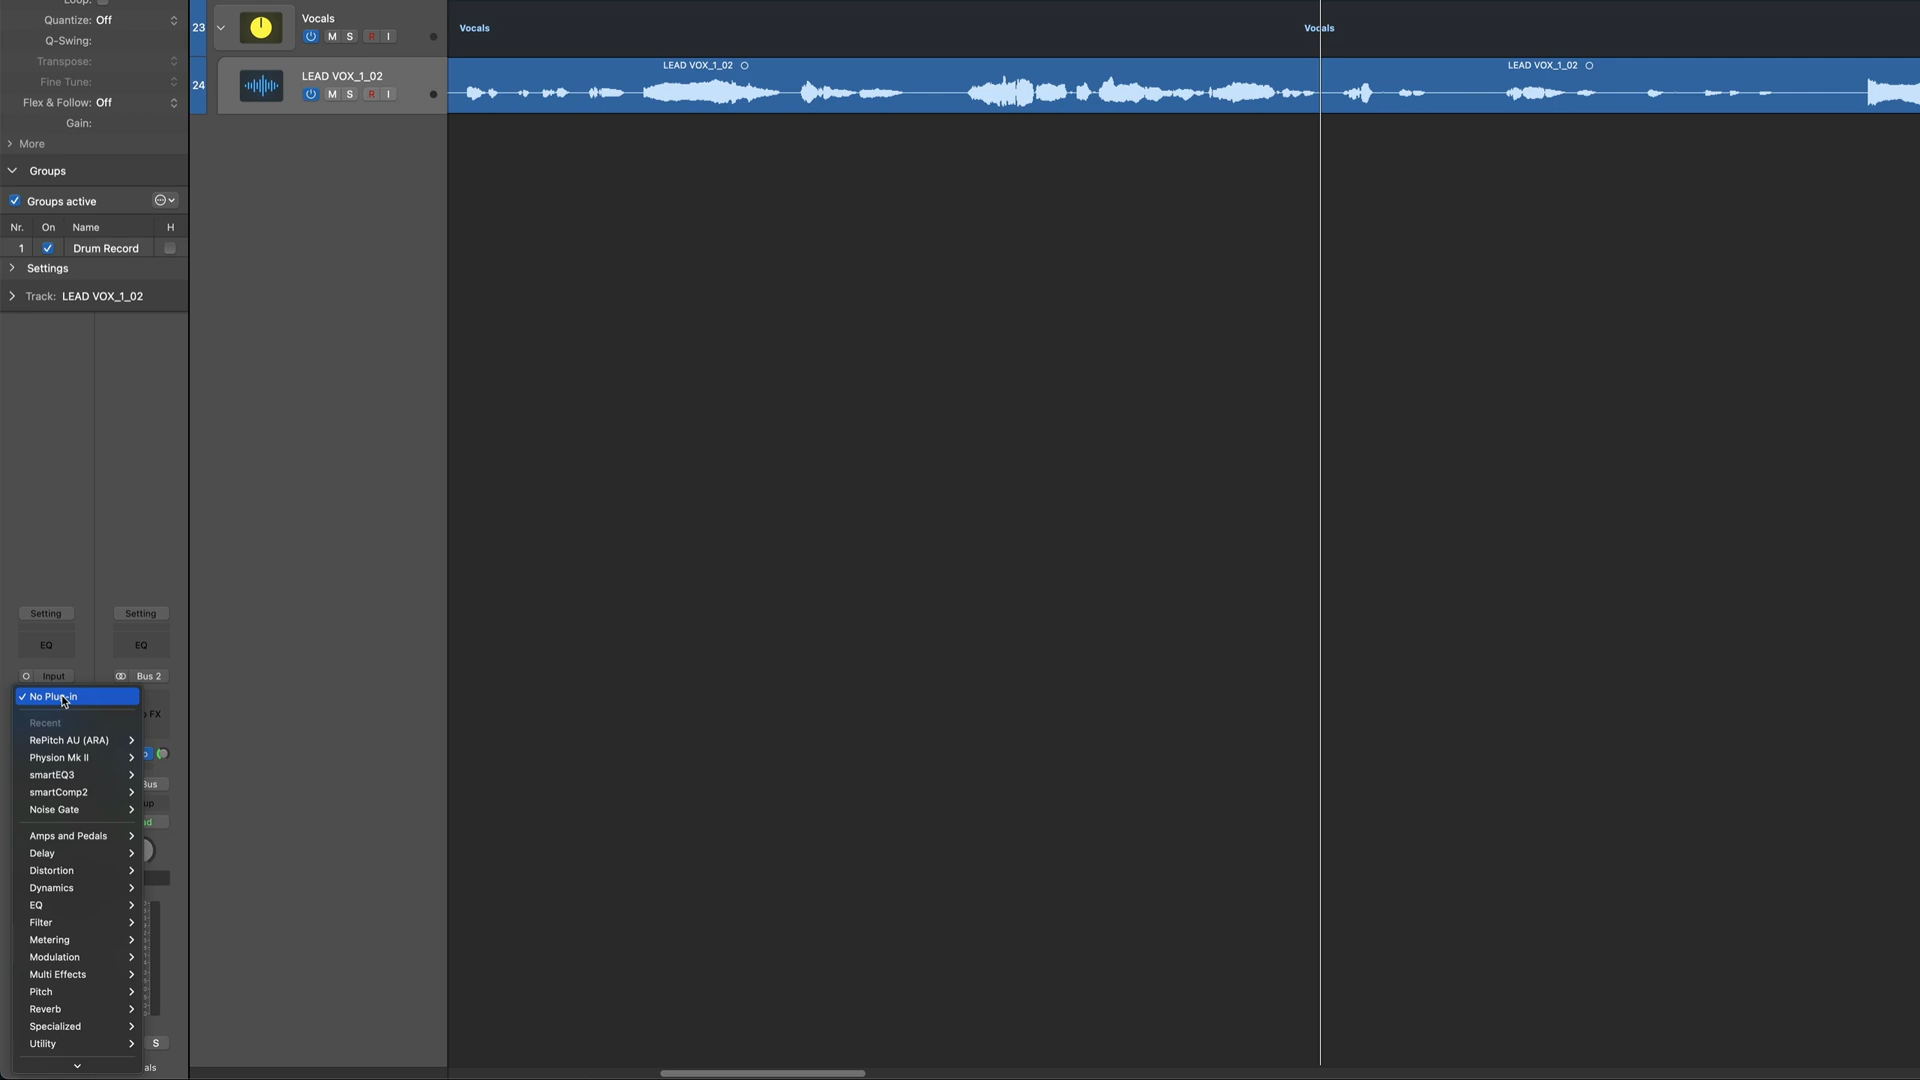 Loop:
Quantize: Off
Q-Swing:
Transpose:
Fine Tune:
Flex & Follow: Off
Gain:
More
Groups
Groups active
Nr. On Name H
1 Drum Record
Settings
Track: LEAD VOX_1_02
Setting Setting
EQ EQ
Input Bus 2
No Plug-in
FX
Recent
RePitch AU (ARA)
Physion Mk II
smartEQ3
smartComp2
Noise Gate
Amps and Pedals
Delay
Distortion
Dynamics
EQ
Filter
Metering
Modulation
Multi Effects
Pitch
Reverb
Specialized
Utility
S
23 Vocals
M S R I
24 LEAD VOX_1_02
M S R I
Vocals Vocals
LEAD VOX_1_02 LEAD VOX_1_02